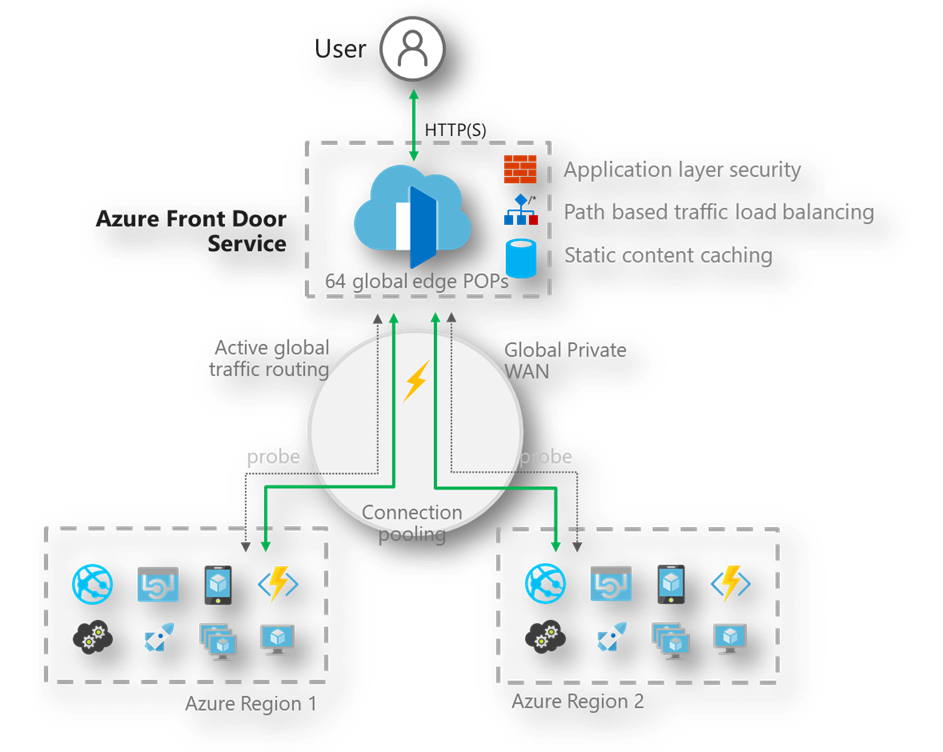 User
HTTP(S)
Application layer security
/*
Path based traffic load balancing
Azure Front Door
Service
Static content caching
64 global edge POPs
Active global
traffic routing
Global Private
WAN
probe
probe
Connection
pooling
Azure Region 1
Azure Region 2